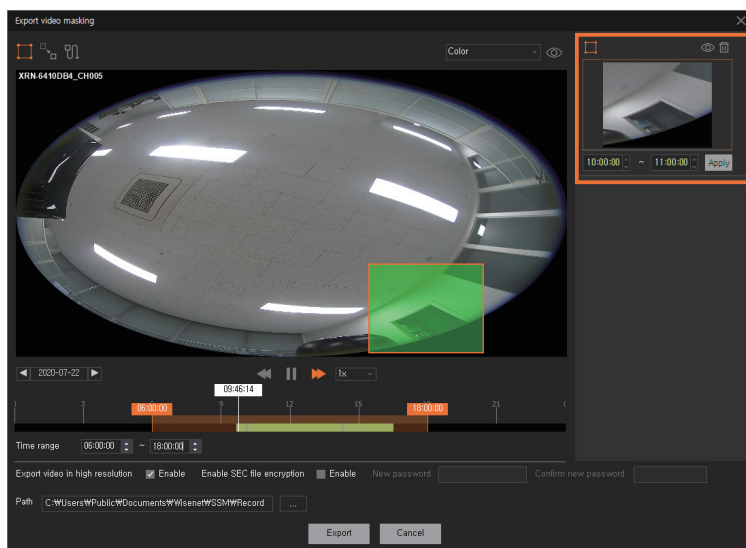 Export video masking
Color
XRN-6410DB4_CH005
10:00:00 ~ 11:00:00 Apply
2020-07-22 1x
09:46:14
3 9 12 15 21
06:00:00 18:00:00
Time range 06:00:00 ~ 18:00:00
Export video in high resolution Enable Enable SEC file encryption Enable New password Confirm new password
Path C:₩Users₩Public₩Documents₩Wisenet₩SSM₩Record ...
Export Cancel